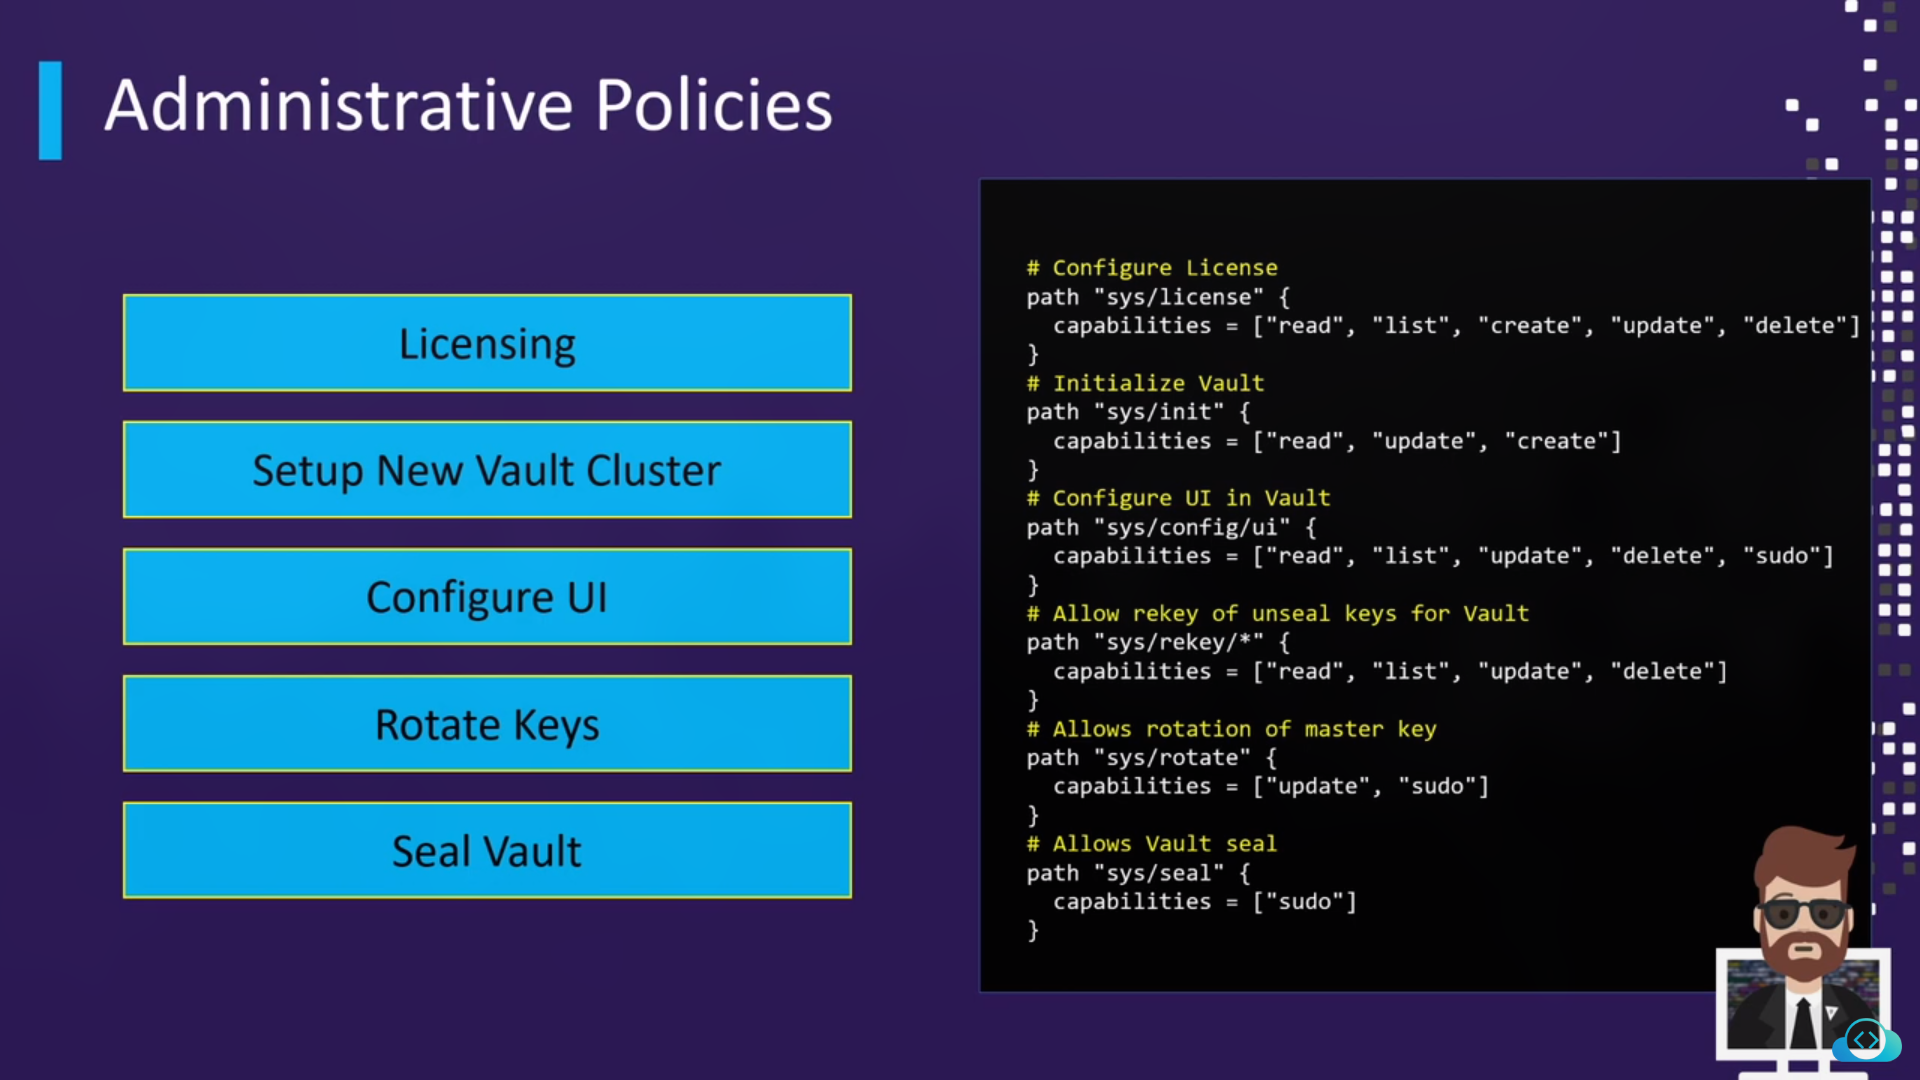 Administrative Policies
Licensing
Setup New Vault Cluster
Configure UI
Rotate Keys
Seal Vault
# Configure License
path "sys/license" {
  capabilities = ["read", "list", "create", "update", "delete"]
}
# Initialize Vault
path "sys/init" {
  capabilities = ["read", "update", "create"]
}
# Configure UI in Vault
path "sys/config/ui" {
  capabilities = ["read", "list", "update", "delete", "sudo"]
}
# Allow rekey of unseal keys for Vault
path "sys/rekey/*" {
  capabilities = ["read", "list", "update", "delete"]
}
# Allows rotation of master key
path "sys/rotate" {
  capabilities = ["update", "sudo"]
}
# Allows Vault seal
path "sys/seal" {
  capabilities = ["sudo"]
}